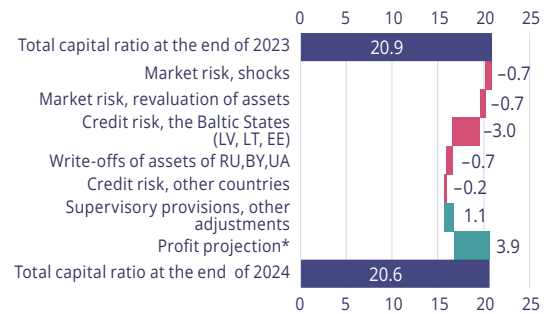 0 5 10 15 20 25
Total capital ratio at the end of 2023 20.9
Market risk, shocks –0.7
Market risk, revaluation of assets –0.7
Credit risk, the Baltic States
(LV, LT, EE) –3.0
Write-offs of assets of RU,BY,UA –0.7
Credit risk, other countries –0.2
Supervisory provisions, other
adjustments 1.1
Profit projection* 3.9
Total capital ratio at the end of 2024 20.6
0 5 10 15 20 25